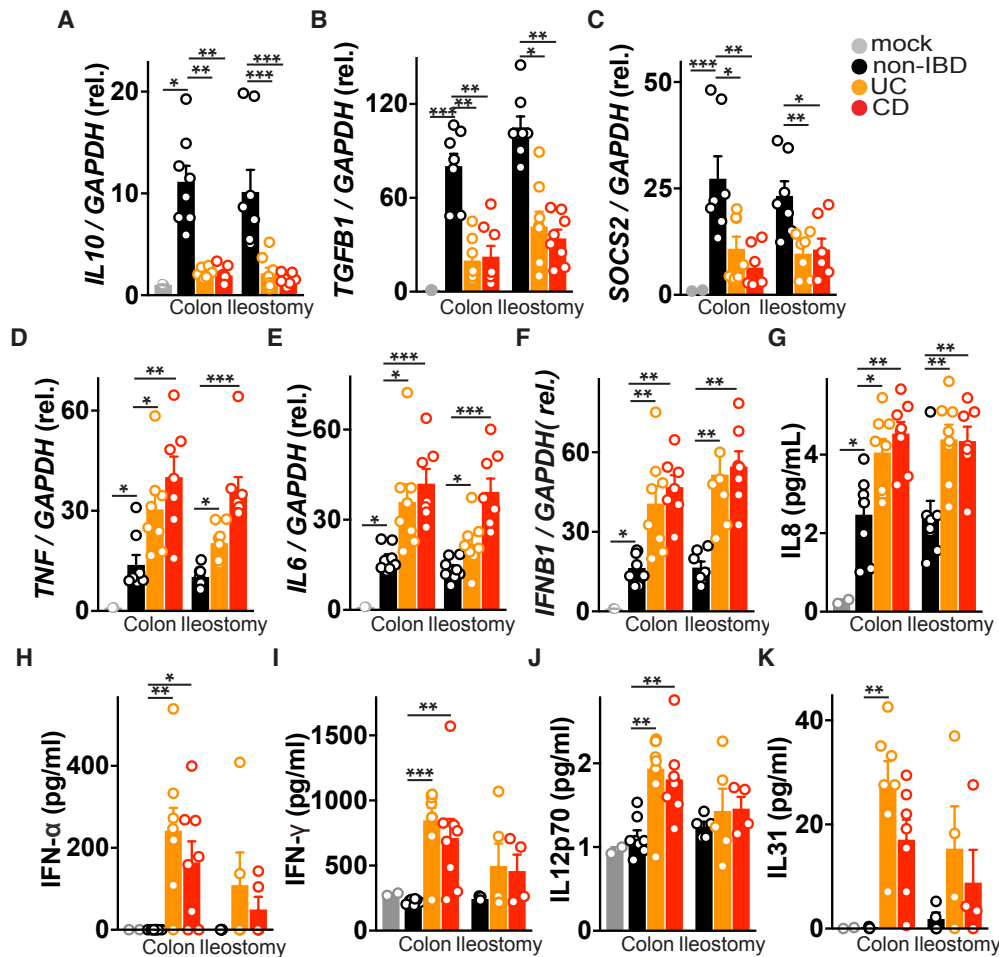 A
B
C
mock
non-IBD
UC
CD
IL10 / GAPDH (rel.)
20
10
0
*
**
**
***
***
Colon Ileostomy
TGFB1 / GAPDH (rel.)
120
60
0
***
**
**
**
*
Colon Ileostomy
SOCS2 / GAPDH (rel.)
50
25
0
***
**
*
*
**
Colon Ileostomy
D
E
F
G
TNF / GAPDH (rel.)
60
30
0
*
**
*
***
*
Colon Ileostomy
IL6 / GAPDH (rel.)
60
30
0
*
***
*
***
*
Colon Ileostomy
IFNB1 / GAPDH( rel.)
60
30
0
*
**
**
**
**
Colon Ileostomy
IL8 (pg/mL)
4
2
0
*
**
*
**
**
Colon Ileostomy
H
I
J
K
IFN-α (pg/ml)
400
200
0
*
**
Colon Ileostomy
IFN-γ (pg/ml)
1500
1000
500
0
**
***
Colon Ileostomy
IL12p70 (pg/ml)
3
2
1
0
**
**
Colon Ileostomy
IL31 (pg/ml)
40
20
0
**
Colon Ileostomy